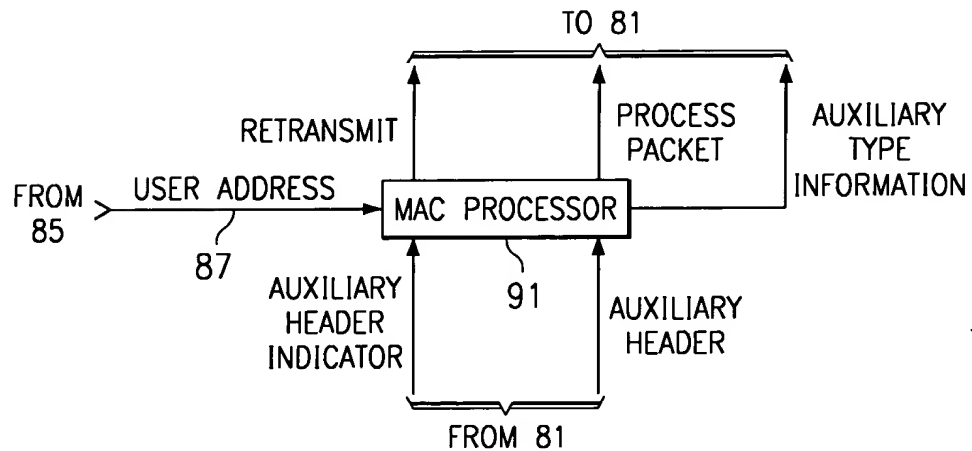 TO 81
RETRANSMIT
PROCESS
PACKET
AUXILIARY
TYPE
INFORMATION
FROM
85
USER ADDRESS
87
MAC PROCESSOR
91
AUXILIARY
HEADER
INDICATOR
AUXILIARY
HEADER
FROM 81